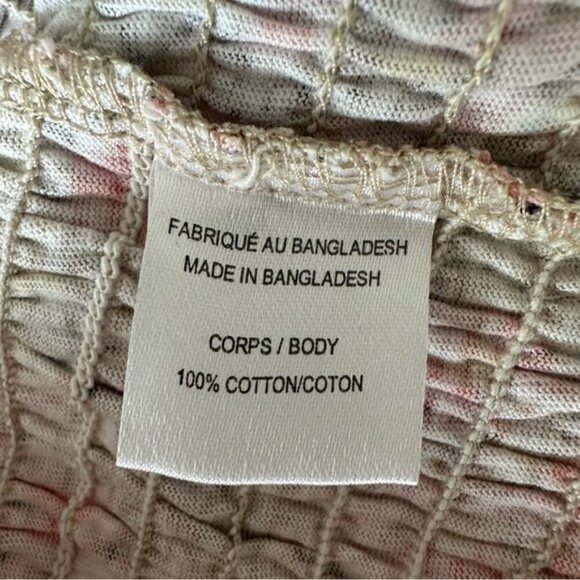 FABRIQUÉ AU BANGLADESH
MADE IN BANGLADESH
CORPS / BODY
100% COTTON/COTON